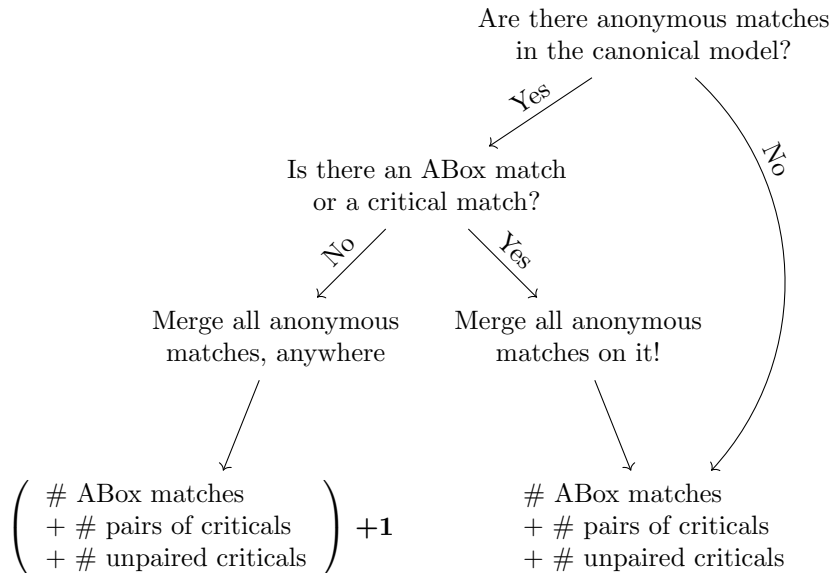 Are there anonymous matches
in the canonical model?
Yes
No
Is there an ABox match
or a critical match?
No
Yes
Merge all anonymous
matches, anywhere
Merge all anonymous
matches on it!
( # ABox matches
+ # pairs of criticals
+ # unpaired criticals ) +1
# ABox matches
+ # pairs of criticals
+ # unpaired criticals